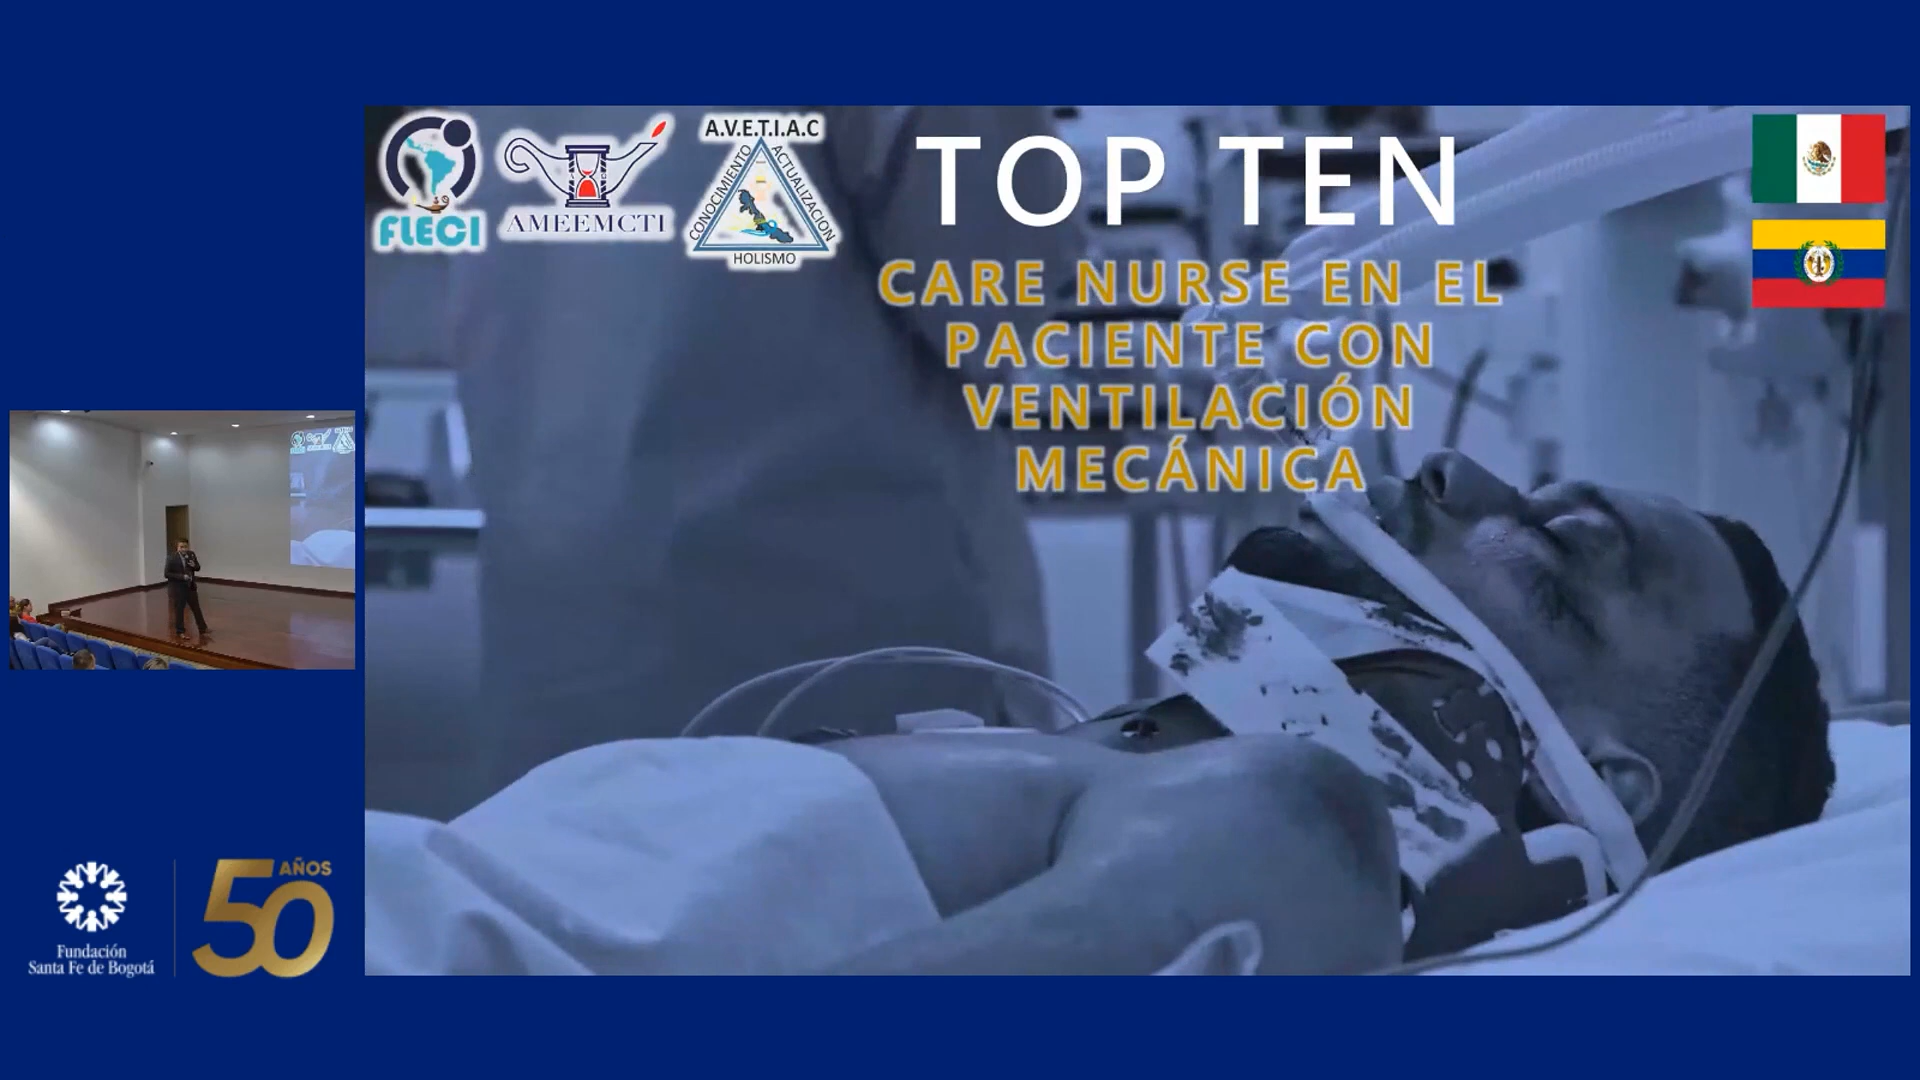 FLECI
AMEEMCTI
A.V.E.T.I.A.C
CONOCIMIENTO
ACTUALIZACION
HOLISMO
TOP TEN
CARE NURSE EN EL
PACIENTE CON
VENTILACIÓN
MECÁNICA
Fundación
Santa Fe de Bogotá
50
AÑOS